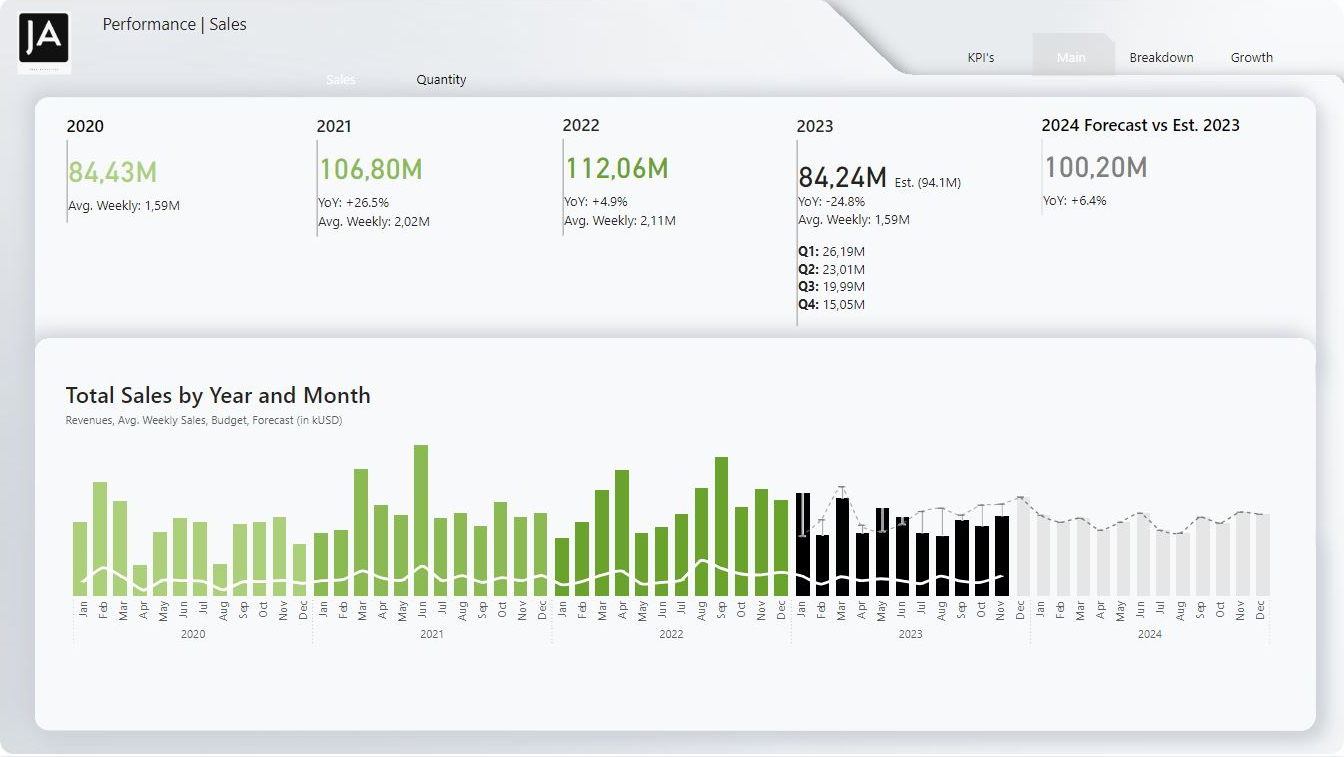 JA
Performance | Sales
KPI's
Main
Breakdown
Growth
Sales
Quantity
2020
84,43M
Avg. Weekly: 1,59M
2021
106,80M
YoY: +26.5%
Avg. Weekly: 2,02M
2022
112,06M
YoY: +4.9%
Avg. Weekly: 2,11M
2023
84,24M Est. (94.1M)
YoY: -24.8%
Avg. Weekly: 1,59M
Q1: 26,19M
Q2: 23,01M
Q3: 19,99M
Q4: 15,05M
2024 Forecast vs Est. 2023
100,20M
YoY: +6.4%
Total Sales by Year and Month
Revenues, Avg. Weekly Sales, Budget, Forecast (in kUSD)
Jan Feb Mar Apr May Jun Jul Aug Sep Oct Nov Dec Jan Feb Mar Apr May Jun Jul Aug Sep Oct Nov Dec Jan Feb Mar Apr May Jun Jul Aug Sep Oct Nov Dec Jan Feb Mar Apr May Jun Jul Aug Sep Oct Nov Dec Jan Feb Mar Apr May Jun Jul Aug Sep Oct Nov Dec
2020 2021 2022 2023 2024